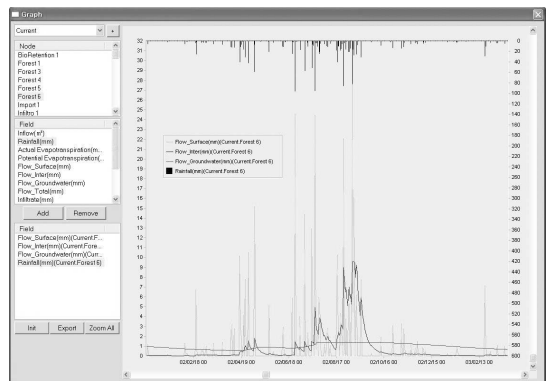 Graph
Current
Node
BioRetention 1
Forest 1
Forest 3
Forest 4
Forest 5
Forest 6
Import 1
Infiltro 1
Field
Inflow(m³)
Rainfall(mm)
Actual Evapotranspiration(m...
Potential Evapotranspiration(...
Flow_Surface(mm)
Flow_Inter(mm)
Flow_Groundwater(mm)
Flow_Total(mm)
Infiltrate(mm)
Add Remove
Field
Flow_Surface(mm)(Current.F...
Flow_Inter(mm)(Current.Fore...
Flow_Groundwater(mm)(Curr...
Rainfall(mm)(Current.Forest 6)
Init Export Zoom All
32
31
30
29
28
27
26
25
24
23
22
21
20
19
18
17
16
15
14
13
12
11
10
9
8
7
6
5
4
3
2
1
0
Flow_Surface(mm)(Current.Forest 6)
Flow_Inter(mm)(Current.Forest 6)
Flow_Groundwater(mm)(Current.Forest 6)
Rainfall(mm)(Current.Forest 6)
0
20
40
60
80
100
120
140
160
180
200
220
240
260
280
300
320
340
360
380
400
420
440
460
480
500
520
540
560
580
600
02/02/18 00 02/04/19 00 02/06/18 00 02/08/17 00 02/10/16 00 02/12/15 00 03/02/13 00